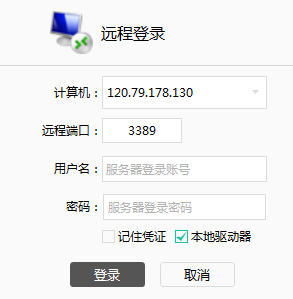 远程登录
计算机：120.79.178.130
远程端口：3389
用户名：服务器登录账号
密码：服务器登录密码
记住凭证 本地驱动器
登录 取消